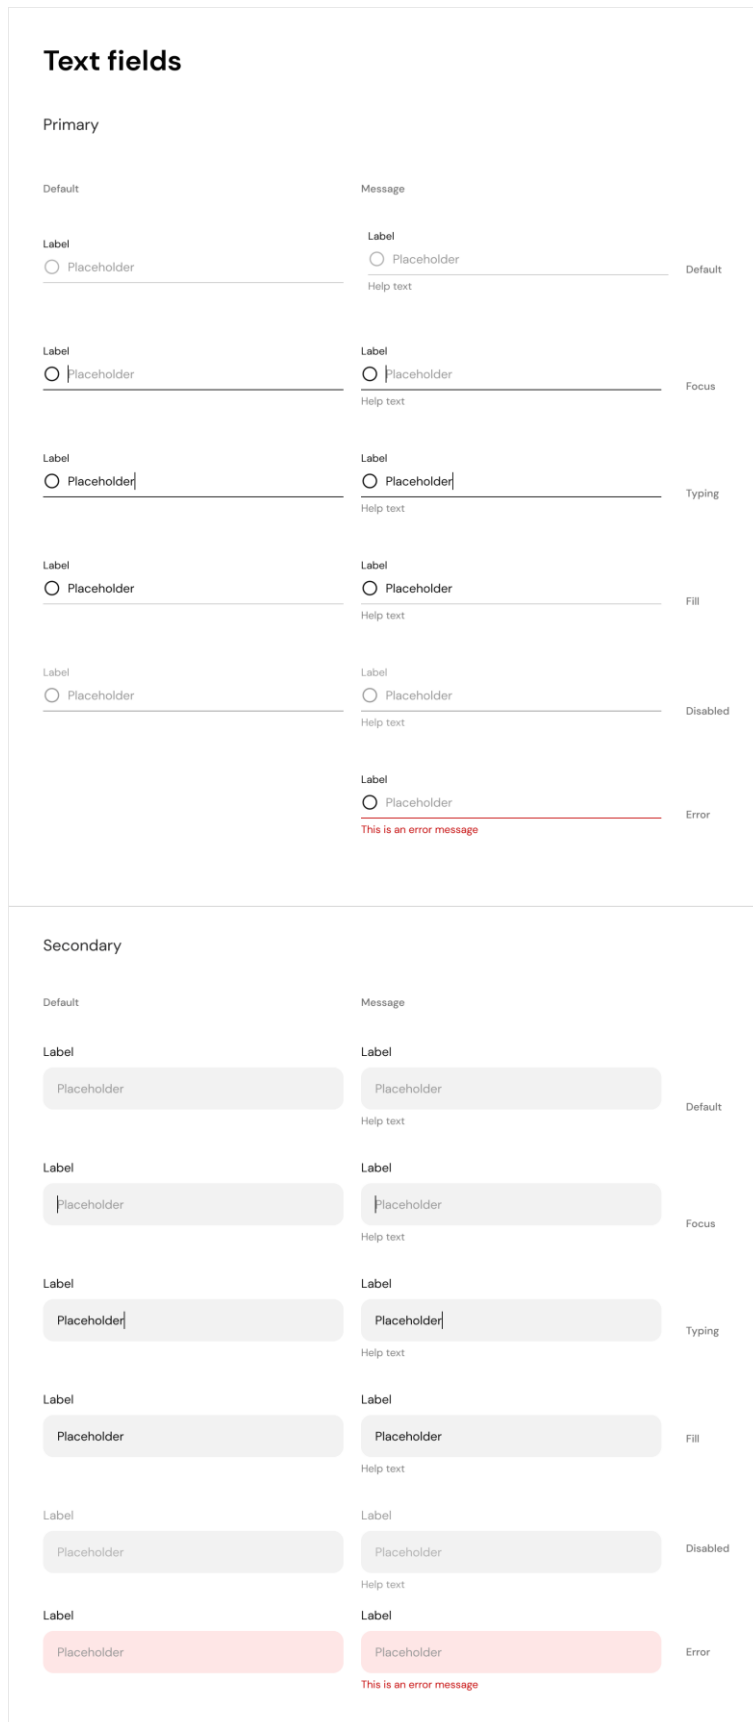 Text fields
Primary
Default Message
Label Label
Placeholder Placeholder Default
Help text
Label Label
Placeholder Placeholder Focus
Help text
Label Label
Placeholder Placeholder Typing
Help text
Label Label
Placeholder Placeholder Fill
Help text
Label Label
Placeholder Placeholder Disabled
Help text
Label
Placeholder Error
This is an error message
Secondary
Default Message
Label Label
Placeholder Placeholder Default
Help text
Label Label
Placeholder Placeholder Focus
Help text
Label Label
Placeholder Placeholder Typing
Help text
Label Label
Placeholder Placeholder Fill
Help text
Label Label
Placeholder Placeholder Disabled
Help text
Label Label
Placeholder Placeholder Error
This is an error message